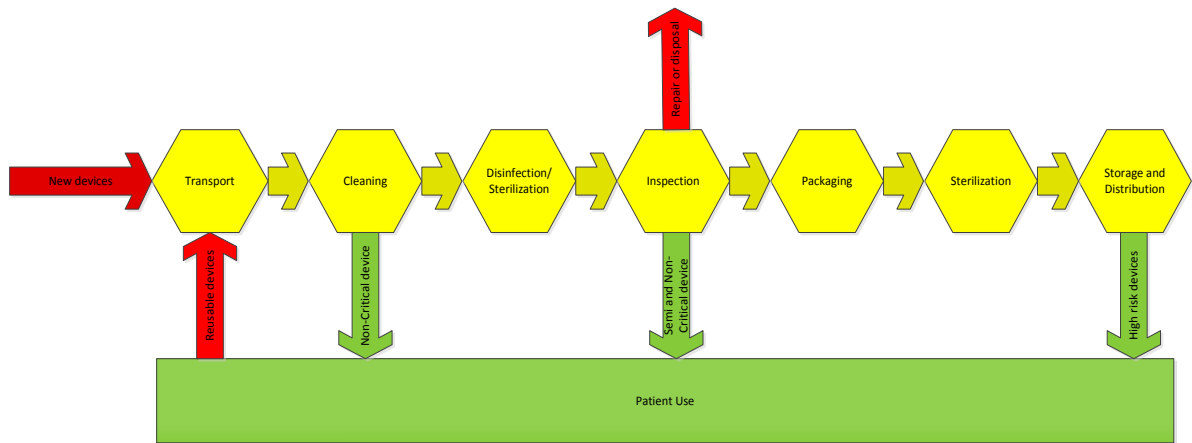 Repair or disposal
New devices
Transport
Cleaning
Disinfection/
Sterilization
Inspection
Packaging
Sterilization
Storage and
Distribution
Reusable devices
Non-Critical device
Semi and Non-
Critical device
High risk devices
Patient Use